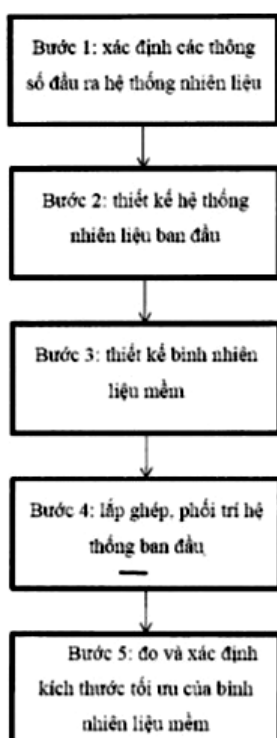 Bước 1: xác định các thông
số đầu ra hệ thống nhiên liệu
Bước 2: thiết kế hệ thống
nhiên liệu ban đầu
Bước 3: thiết kế bình nhiên
liệu mềm
Bước 4: lắp ghép, phối trí hệ
thống ban đầu
Bước 5: đo và xác định
kích thước tối ưu của bình
nhiên liệu mềm